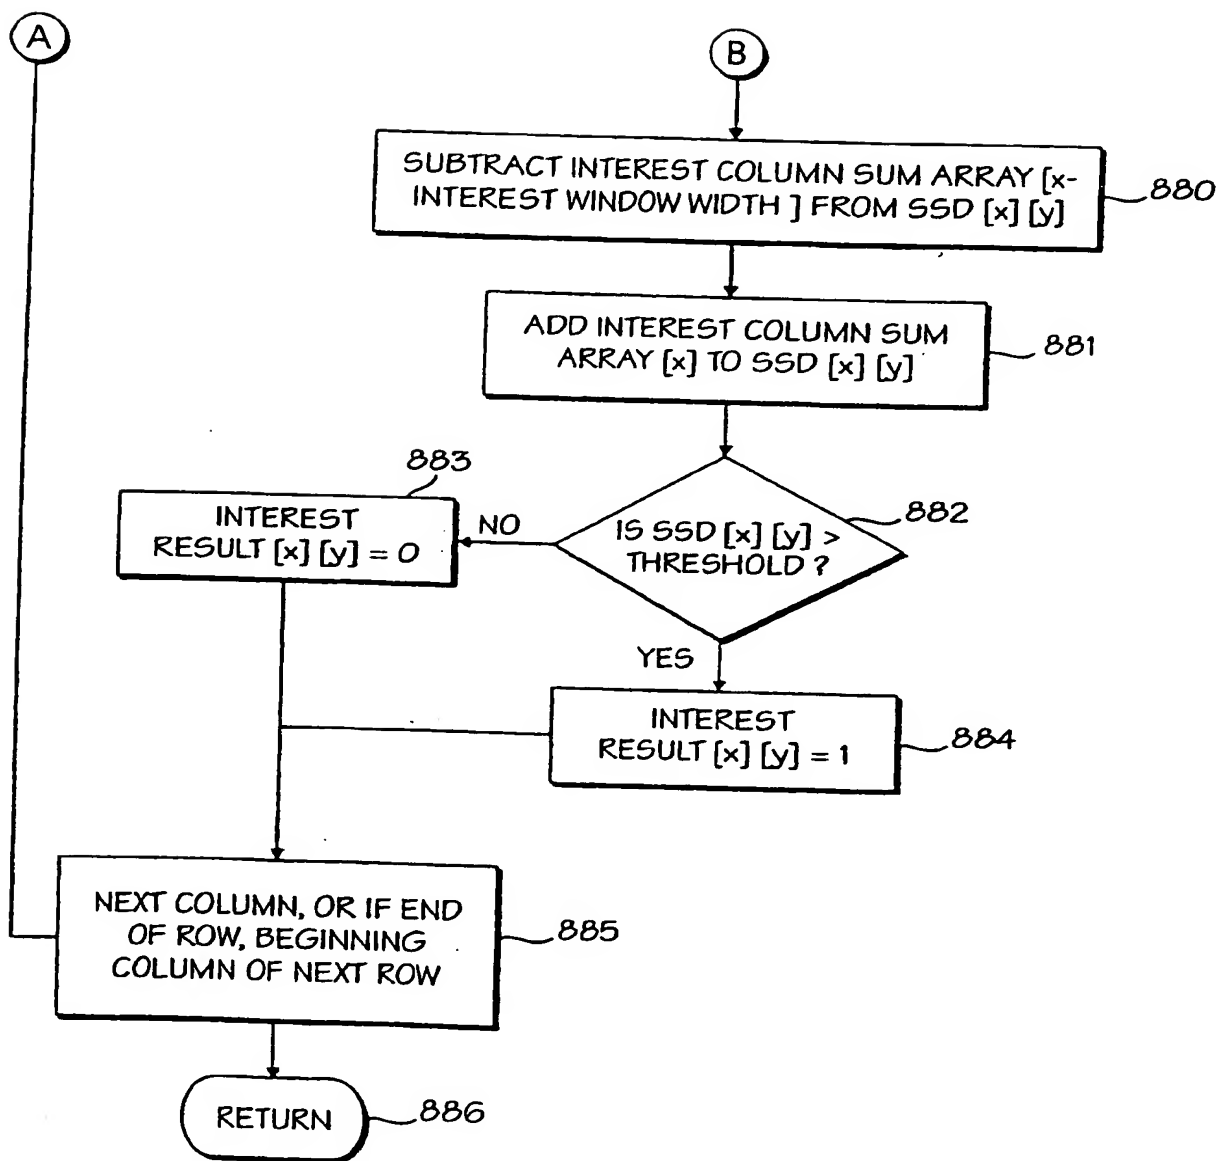 A
B
SUBTRACT INTEREST COLUMN SUM ARRAY [x-
INTEREST WINDOW WIDTH ] FROM SSD [x] [y]
880
ADD INTEREST COLUMN SUM
ARRAY [x] TO SSD [x] [y]
881
883
INTEREST
RESULT [x] [y] = 0
NO
IS SSD [x] [y] >
THRESHOLD ?
882
YES
INTEREST
RESULT [x] [y] = 1
884
NEXT COLUMN, OR IF END
OF ROW, BEGINNING
COLUMN OF NEXT ROW
885
RETURN
886